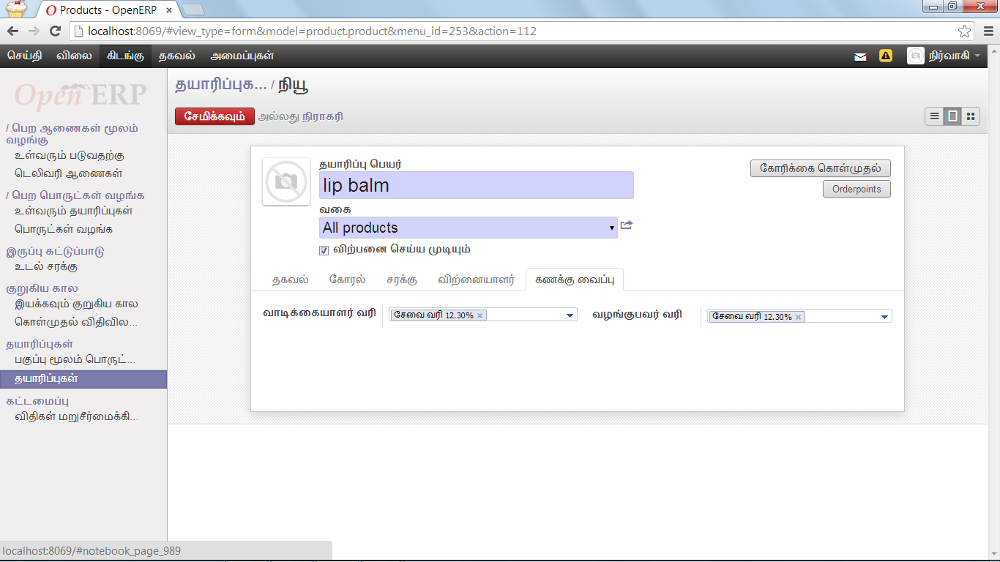 Products - OpenERP
localhost:8069/#view_type=form&model=product.product&menu_id=253&action=112
செய்தி விலை கிடங்கு தகவல் அமைப்புகள் நிர்வாகி
Open ERP
/ பெற ஆணைகள் மூலம் வழங்கு
உள்வரும் படுவதற்கு
டெலிவரி ஆணைகள்
/ பெற பொருட்கள் வழங்க
உள்வரும் தயாரிப்புகள்
பொருட்கள் வழங்க
இருப்பு கட்டுப்பாடு
உடல் சரக்கு
குறுகிய கால
இயக்கவும் குறுகிய கால
கொள்முதல் விதிவில...
தயாரிப்புகள்
பகுப்பு மூலம் பொருட்...
தயாரிப்புகள்
கட்டமைப்பு
விதிகள் மறுசீர்மைக்கி...
தயாரிப்புக... / நியூ
சேமிக்கவும் அல்லது நிராகரி
தயாரிப்பு பெயர்
lip balm
வகை
All products
விற்பனை செய்ய முடியும்
கோரிக்கை கொள்முதல்
Orderpoints
தகவல் கோரல் சரக்கு விற்னையாளர் கணக்கு வைப்பு
வாடிக்கையாளர் வரி சேவை வரி 12.30% வழங்குபவர் வரி சேவை வரி 12.30%
localhost:8069/#notebook_page_989